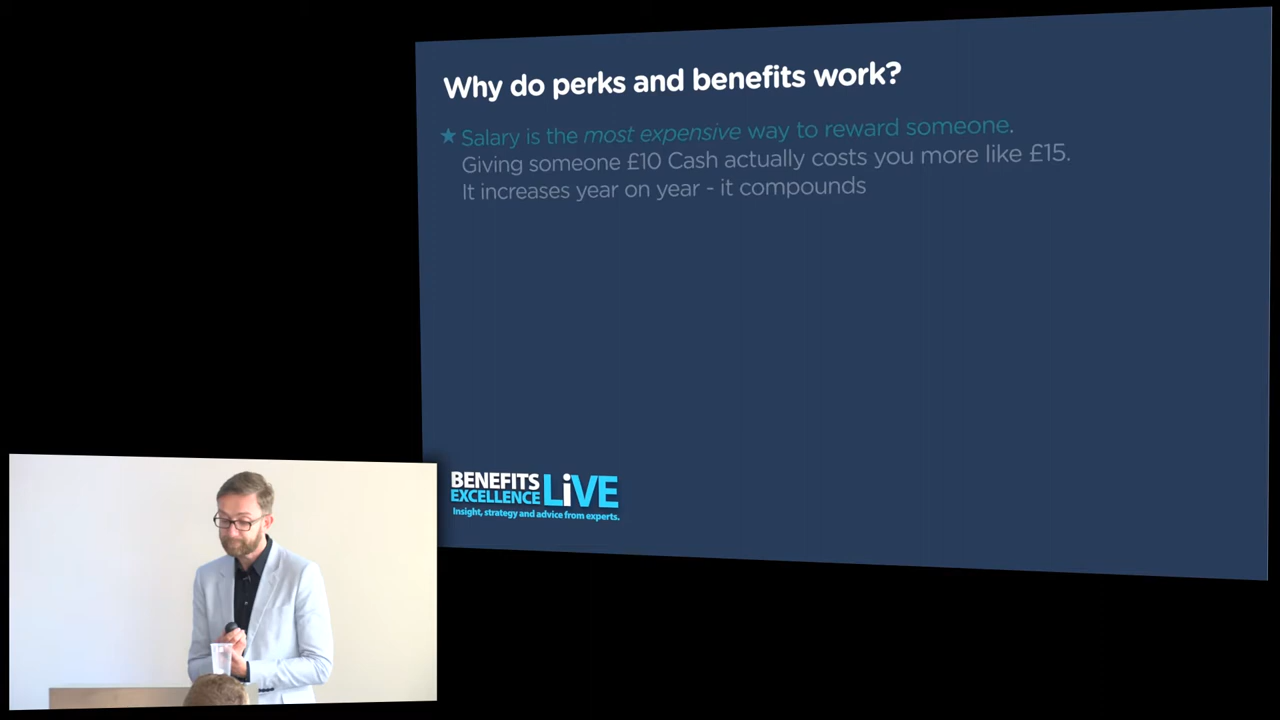 Why do perks and benefits work?
★ Salary is the most expensive way to reward someone.
Giving someone £10 Cash actually costs you more like £15.
It increases year on year - it compounds
BENEFITS
EXCELLENCE LiVE
Insight, strategy and advice from experts.